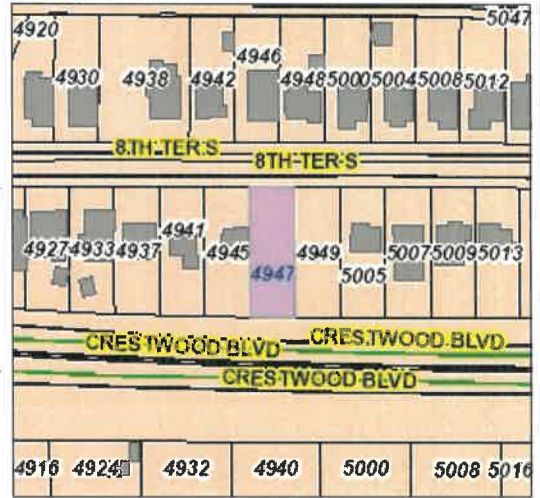 5047
4920
4946
4930 4938 4942 4948 5000 5004 5008 5012
8TH-TER S
8TH-TER S
4941
4927 4933 4937 4945 4947 4949 5005 5007 5009 5013
CRESTWOOD BLVD
CRESTWOOD BLVD
CRESTWOOD BLVD
4916 4924 4932 4940 5000 5008 5016